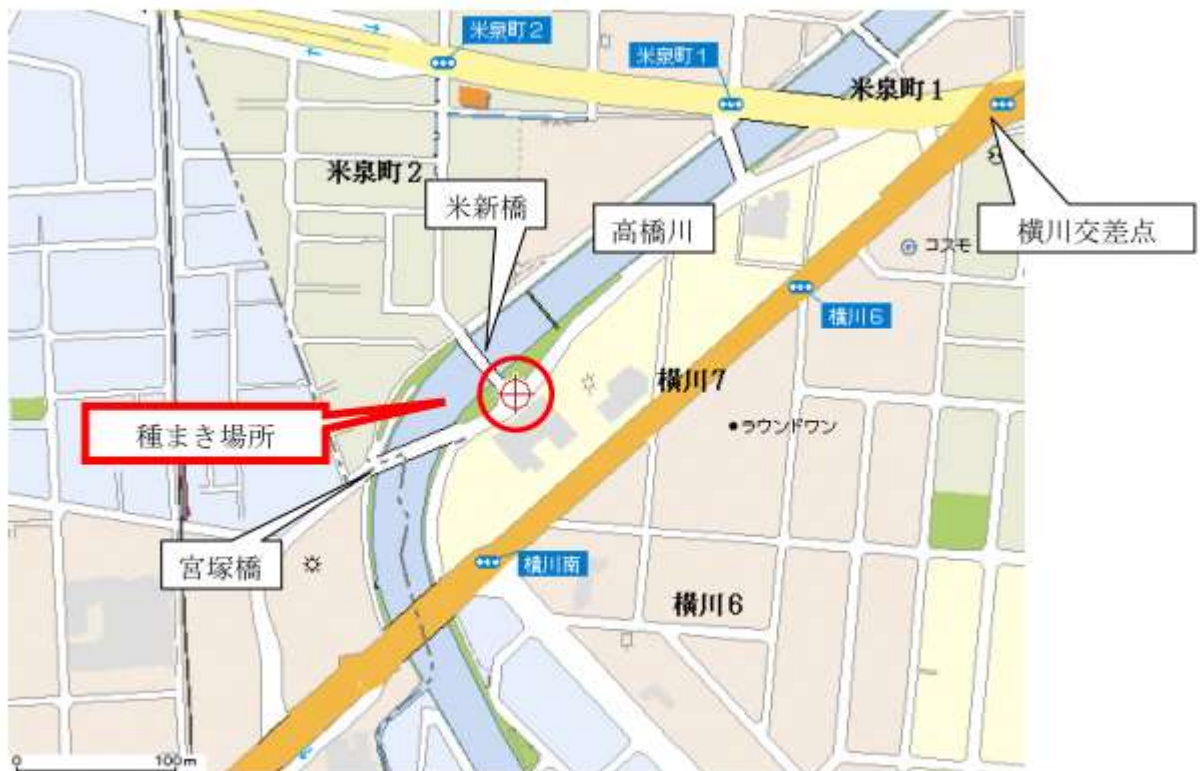 米泉町2
米泉町1
米泉町1
米泉町2
米新橋
高橋川
横川交差点
コスモ
横川6
横川7
種まき場所
ラウンドワン
宮塚橋
横川南
横川6
0
100m